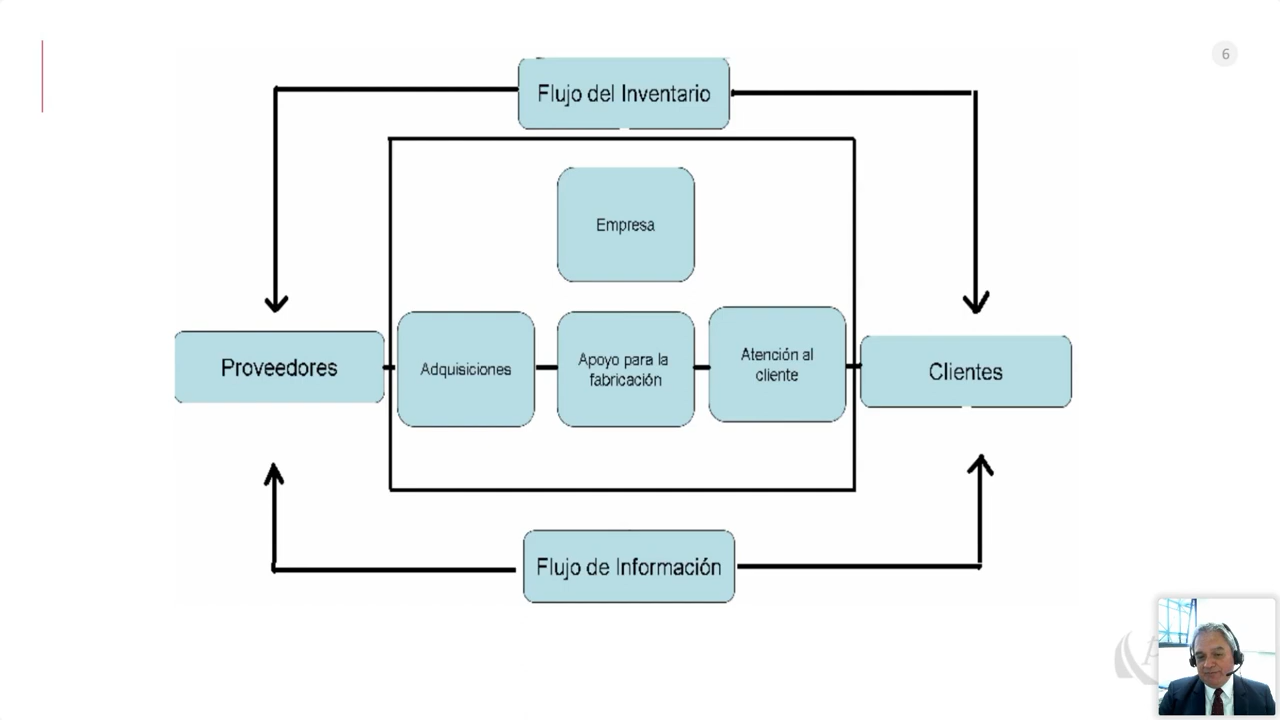 6
Flujo del Inventario
Empresa
Proveedores
Adquisiciones
Apoyo para la
fabricación
Atención al
cliente
Clientes
Flujo de Información